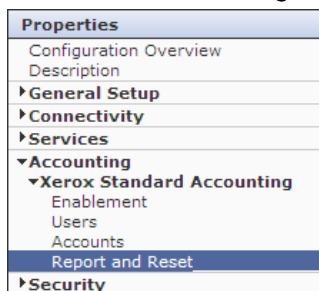 Properties
Configuration Overview
Description
General Setup
Connectivity
Services
Accounting
Xerox Standard Accounting
Enablement
Users
Accounts
Report and Reset
Security